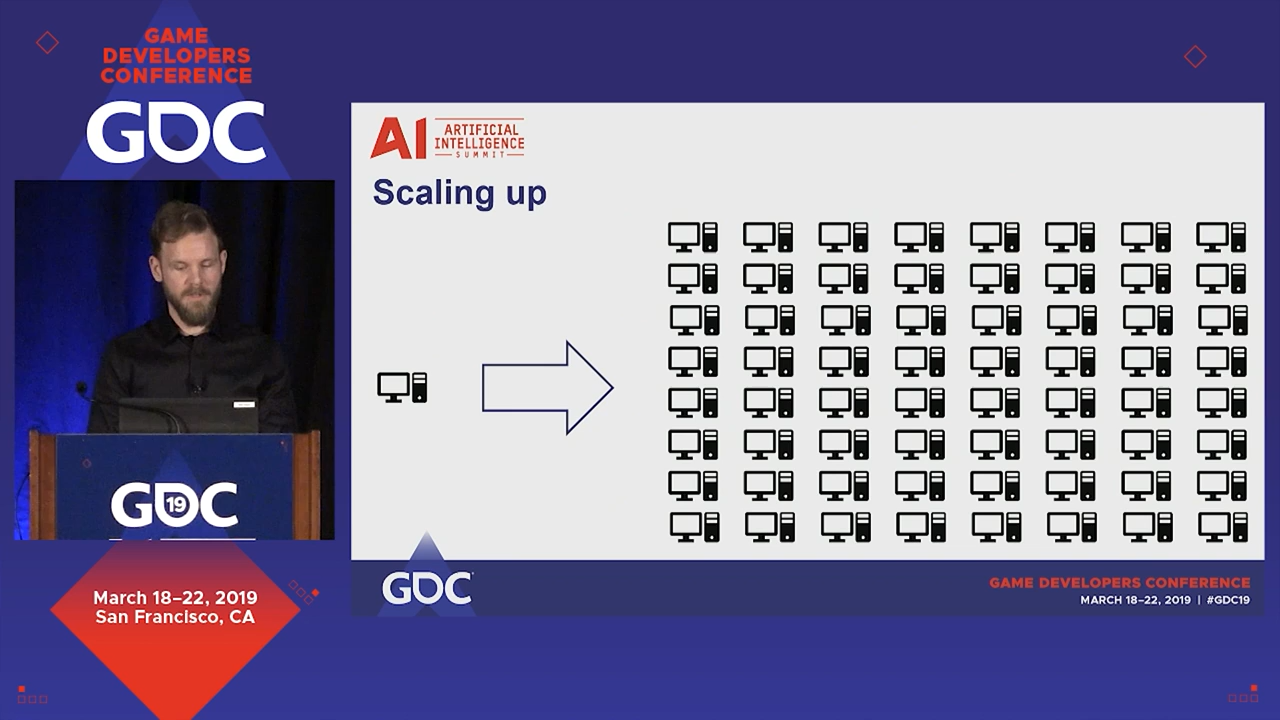 GAME
DEVELOPERS
CONFERENCE
GDC
AI ARTIFICIAL
INTELLIGENCE
SUMMIT
Scaling up
GDC
19
March 18–22, 2019
San Francisco, CA
GDC
GAME DEVELOPERS CONFERENCE
MARCH 18–22, 2019 | #GDC19